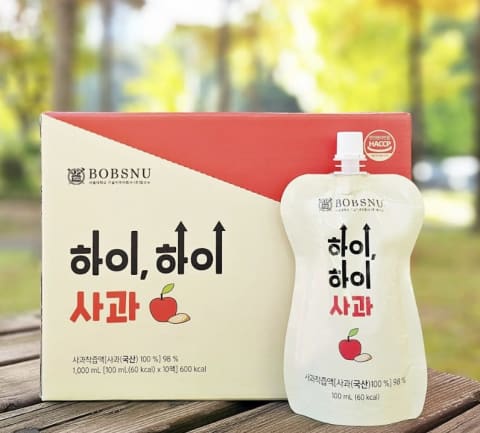 BOBSNU
하이, 하이
사과
사과착즙액[사과(국산) 100 %] 98 %
1,000 mL [100 mL(60 kcal) x 10팩] 600 kcal
HACCP
BOBSNU
하이,
하이
사과
사과착즙액[사과(국산)100 %] 98 %
100 mL (60 kcal)